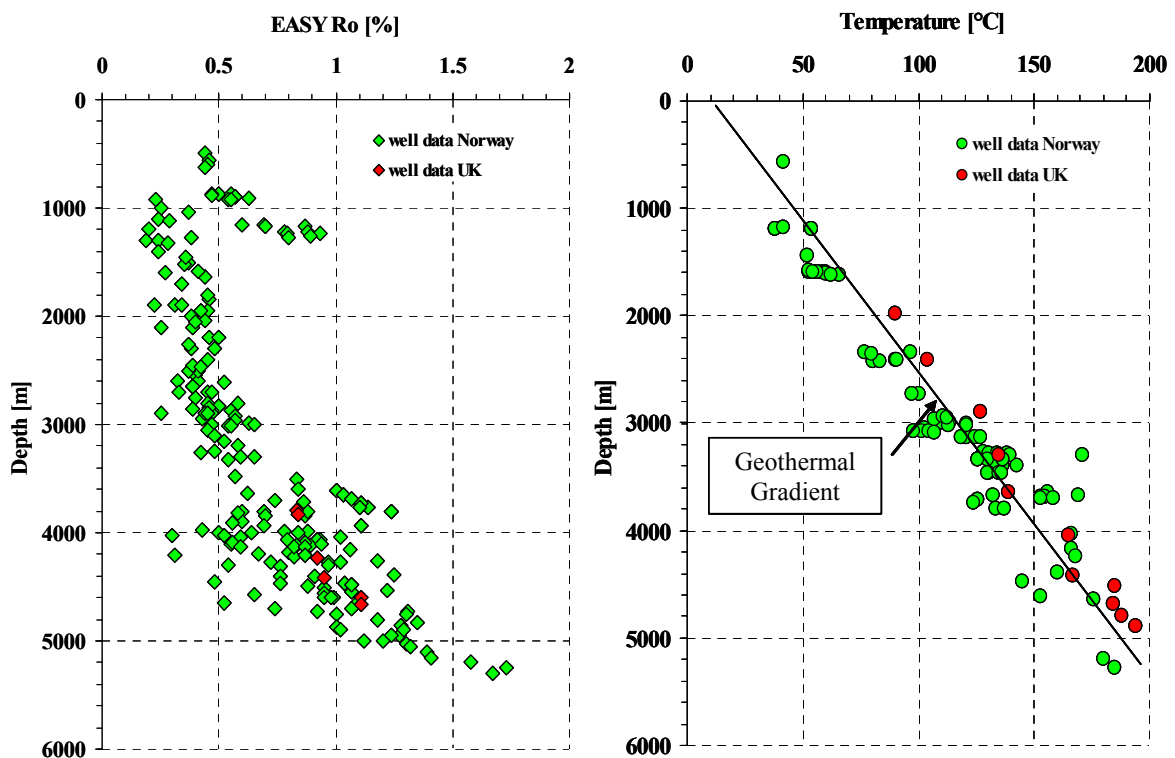 EASY Ro [%]
0 0.5 1 1.5 2
0
1000
2000
3000
4000
5000
6000
Depth [m]
well data Norway
well data UK
Temperature [°C]
0 50 100 150 200
0
1000
2000
3000
4000
5000
6000
Depth [m]
well data Norway
well data UK
Geothermal
Gradient